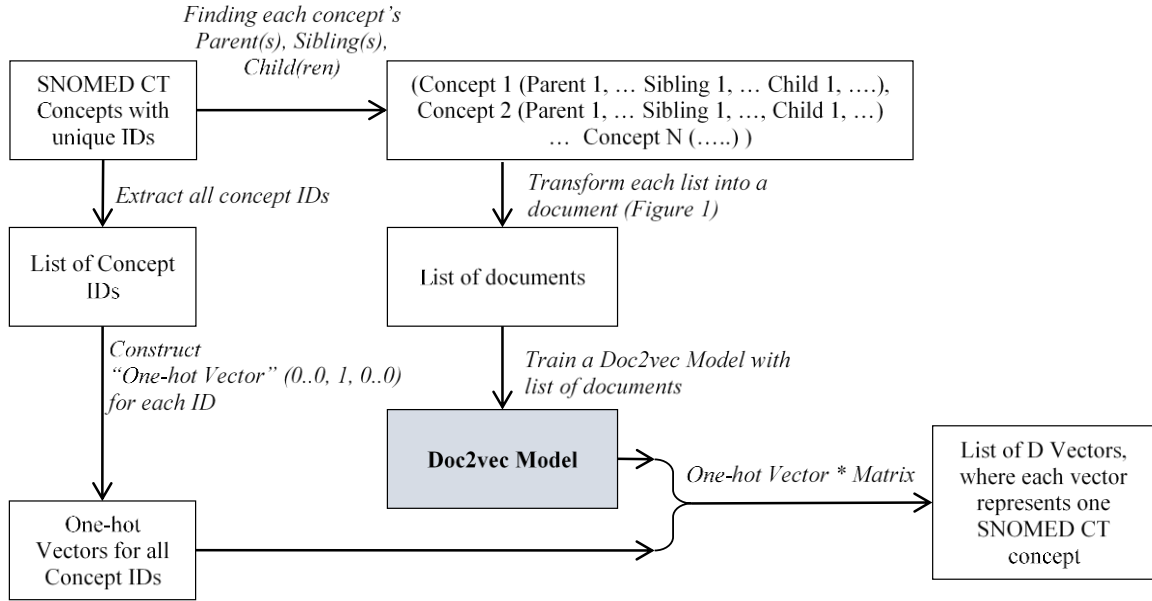 Finding each concept's
Parent(s), Sibling(s),
Child(ren)
SNOMED CT
Concepts with
unique IDs
(Concept 1 (Parent 1, … Sibling 1, … Child 1, ….),
Concept 2 (Parent 1, … Sibling 1, …, Child 1, …)
… Concept N (…..) )
Extract all concept IDs
Transform each list into a
document (Figure 1)
List of Concept
IDs
List of documents
Construct
“One-hot Vector” (0..0, 1, 0..0)
for each ID
Train a Doc2vec Model with
list of documents
Doc2vec Model
One-hot Vector * Matrix
List of D Vectors,
where each vector
represents one
SNOMED CT
concept
One-hot
Vectors for all
Concept IDs